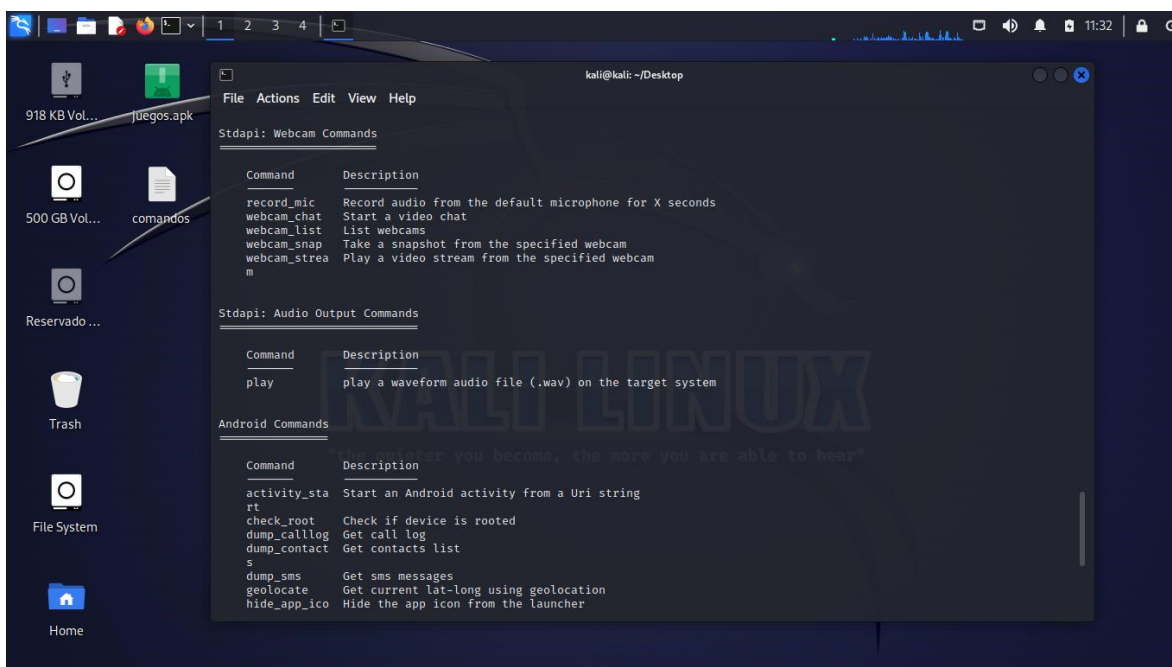 1 2 3 4
11:32
kali@kali: ~/Desktop
File Actions Edit View Help
918 KB Vol...
Juegos.apk
500 GB Vol...
comandos
Reservado ...
Trash
File System
Home
Stdapi: Webcam Commands
Command Description
record_mic Record audio from the default microphone for X seconds
webcam_chat Start a video chat
webcam_list List webcams
webcam_snap Take a snapshot from the specified webcam
webcam_strea Play a video stream from the specified webcam
m
Stdapi: Audio Output Commands
Command Description
play play a waveform audio file (.wav) on the target system
KALI LINUX
"the quieter you become, the more you are able to hear"
Android Commands
Command Description
activity_sta Start an Android activity from a Uri string
rt
check_root Check if device is rooted
dump_calllog Get call log
dump_contact Get contacts list
s
dump_sms Get sms messages
geolocate Get current lat-long using geolocation
hide_app_ico Hide the app icon from the launcher